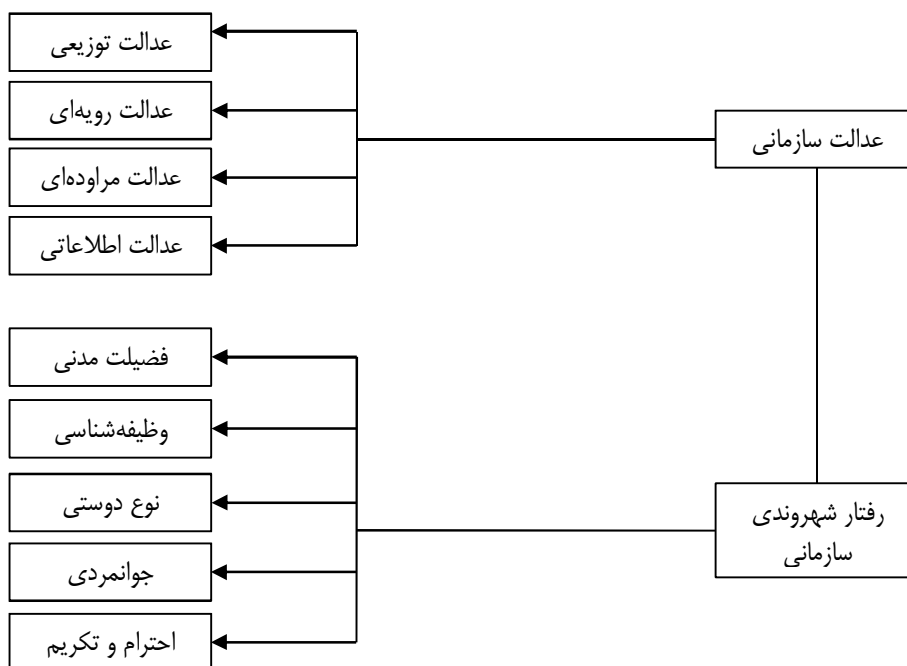 عدالت سازمانی
عدالت توزیعی
عدالت رویه‌ای
عدالت مراوده‌ای
عدالت اطلاعاتی
رفتار شهروندی
سازمانی
فضیلت مدنی
وظیفه‌شناسی
نوع دوستی
جوانمردی
احترام و تکریم